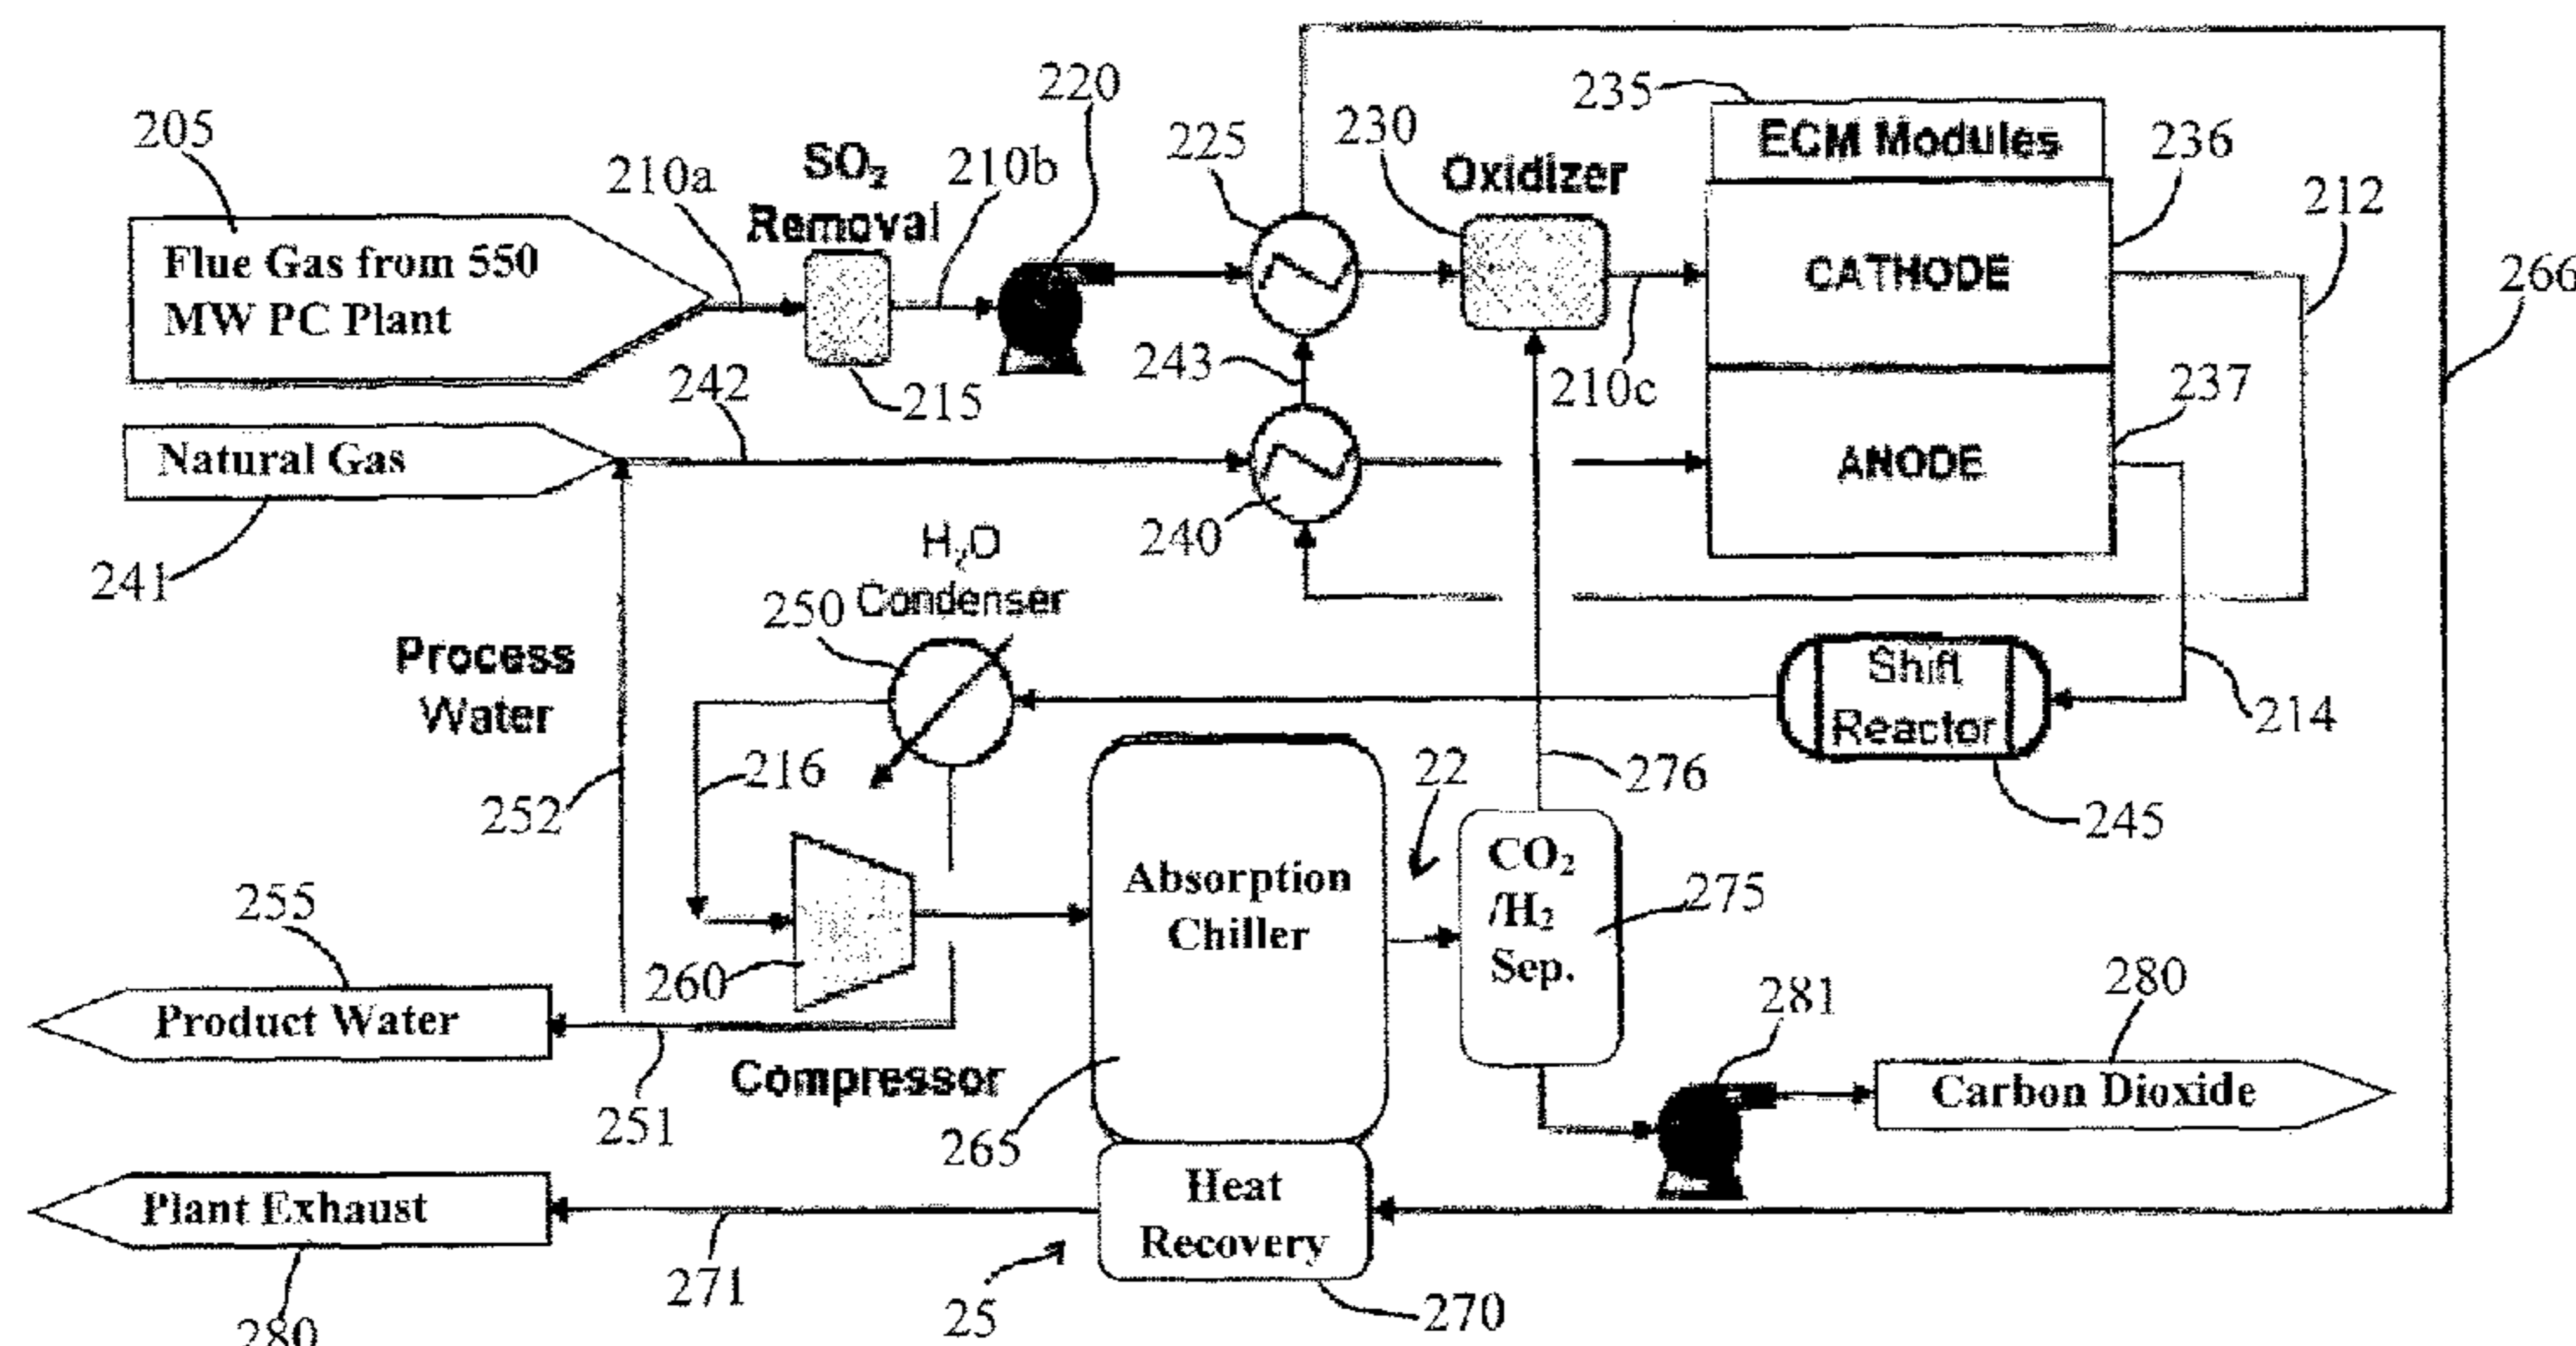 220
235
ECM Modules
205
SO₂
Removal
210a
210b
225
230
Oxidizer
236
212
Flue Gas from 550
MW PC Plant
CATHODE
266
215
242
243
210c
237
Natural Gas
ANODE
241
240
H₂O
Condenser
250
Process
Water
Shift
Reactor
214
216
252
22
276
245
Absorption
Chiller
CO₂
/H₂
Sep.
275
255
260
Product Water
281
280
Compressor
Carbon Dioxide
251
265
Plant Exhaust
Heat
Recovery
271
25
270
280